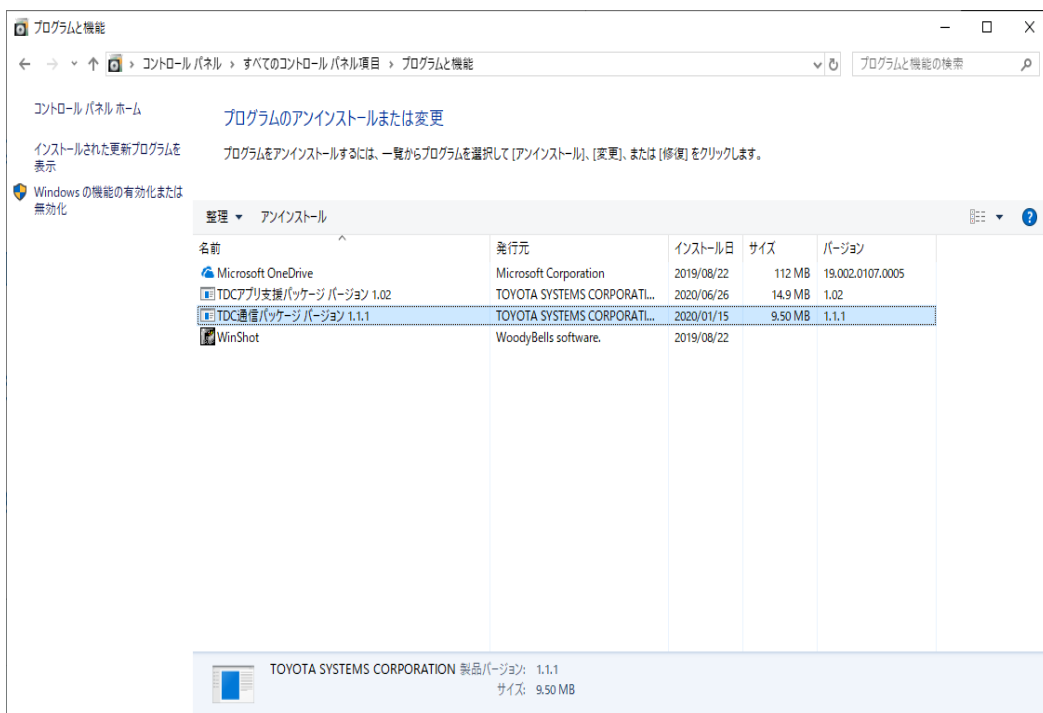 プログラムと機能
コントロール パネル › すべてのコントロール パネル項目 › プログラムと機能
プログラムと機能の検索
コントロール パネル ホーム
インストールされた更新プログラムを
表示
Windows の機能の有効化または
無効化
プログラムのアンインストールまたは変更
プログラムをアンインストールするには、一覧からプログラムを選択して [アンインストール]、[変更]、または [修復] をクリックします。
整理 アンインストール
名前 発行元 インストール日 サイズ バージョン
Microsoft OneDrive Microsoft Corporation 2019/08/22 112 MB 19.002.0107.0005
TDCアプリ支援パッケージ バージョン 1.02 TOYOTA SYSTEMS CORPORATI... 2020/06/26 14.9 MB 1.02
TDC通信パッケージ バージョン 1.1.1 TOYOTA SYSTEMS CORPORATI... 2020/01/15 9.50 MB 1.1.1
WinShot WoodyBells software. 2019/08/22
TOYOTA SYSTEMS CORPORATION 製品バージョン: 1.1.1
サイズ: 9.50 MB